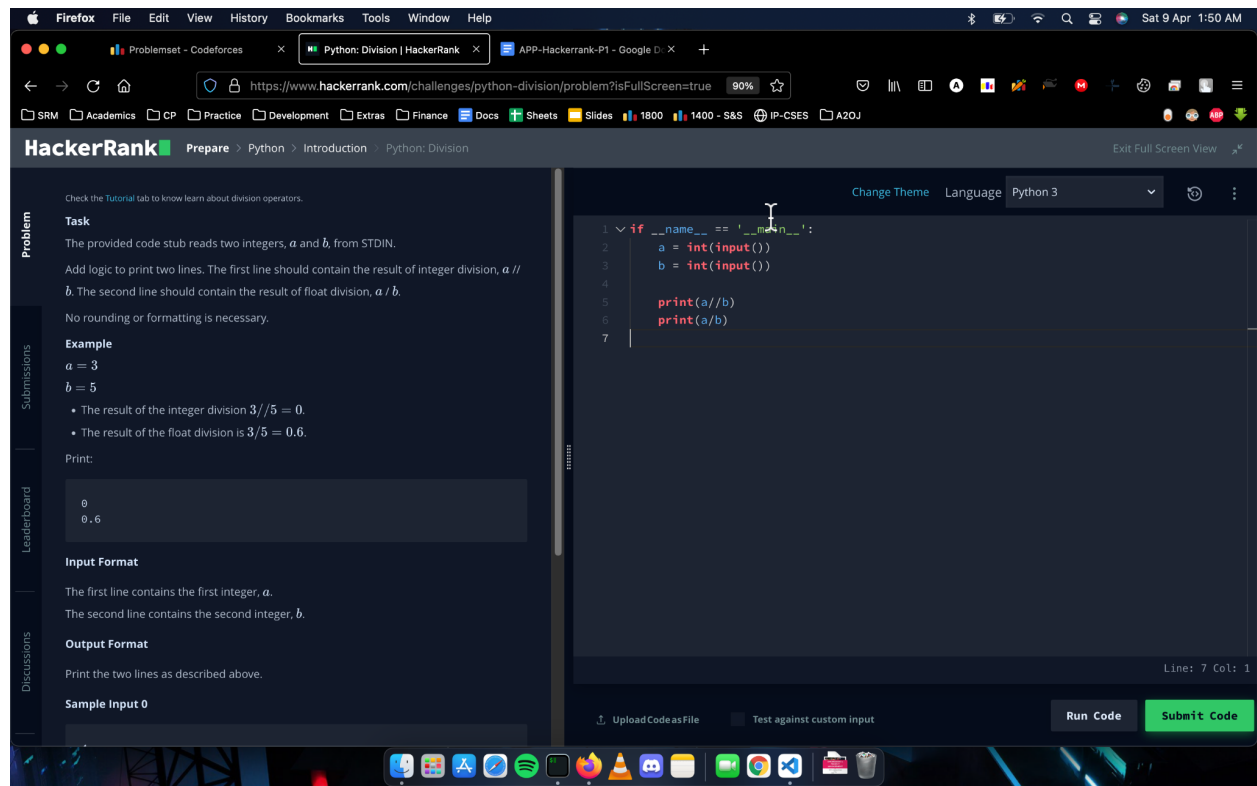 Firefox File Edit View History Bookmarks Tools Window Help Sat 9 Apr 1:50 AM
Problemset - Codeforces × Python: Division | HackerRank × APP-Hackerrank-P1 - Google Dc × +
https://www.hackerrank.com/challenges/python-division/problem?isFullScreen=true 90%
SRM Academics CP Practice Development Extras Finance Docs Sheets Slides 1800 1400 - S&S IP-CSES A2OJ ABP
HackerRank Prepare > Python > Introduction > Python: Division Exit Full Screen View
Problem
Submissions
Leaderboard
Discussions
Check the Tutorial tab to know learn about division operators.
Task
The provided code stub reads two integers, a and b, from STDIN.
Add logic to print two lines. The first line should contain the result of integer division, a //
b. The second line should contain the result of float division, a / b.
No rounding or formatting is necessary.
Example
a = 3
b = 5
• The result of the integer division 3//5 = 0.
• The result of the float division is 3/5 = 0.6.
Print:
0
0.6
Input Format
The first line contains the first integer, a.
The second line contains the second integer, b.
Output Format
Print the two lines as described above.
Sample Input 0
Change Theme Language Python 3
1 if __name__ == '__main__':
2 a = int(input())
3 b = int(input())
4
5 print(a//b)
6 print(a/b)
7
Line: 7 Col: 1
Upload Code as File Test against custom input Run Code Submit Code